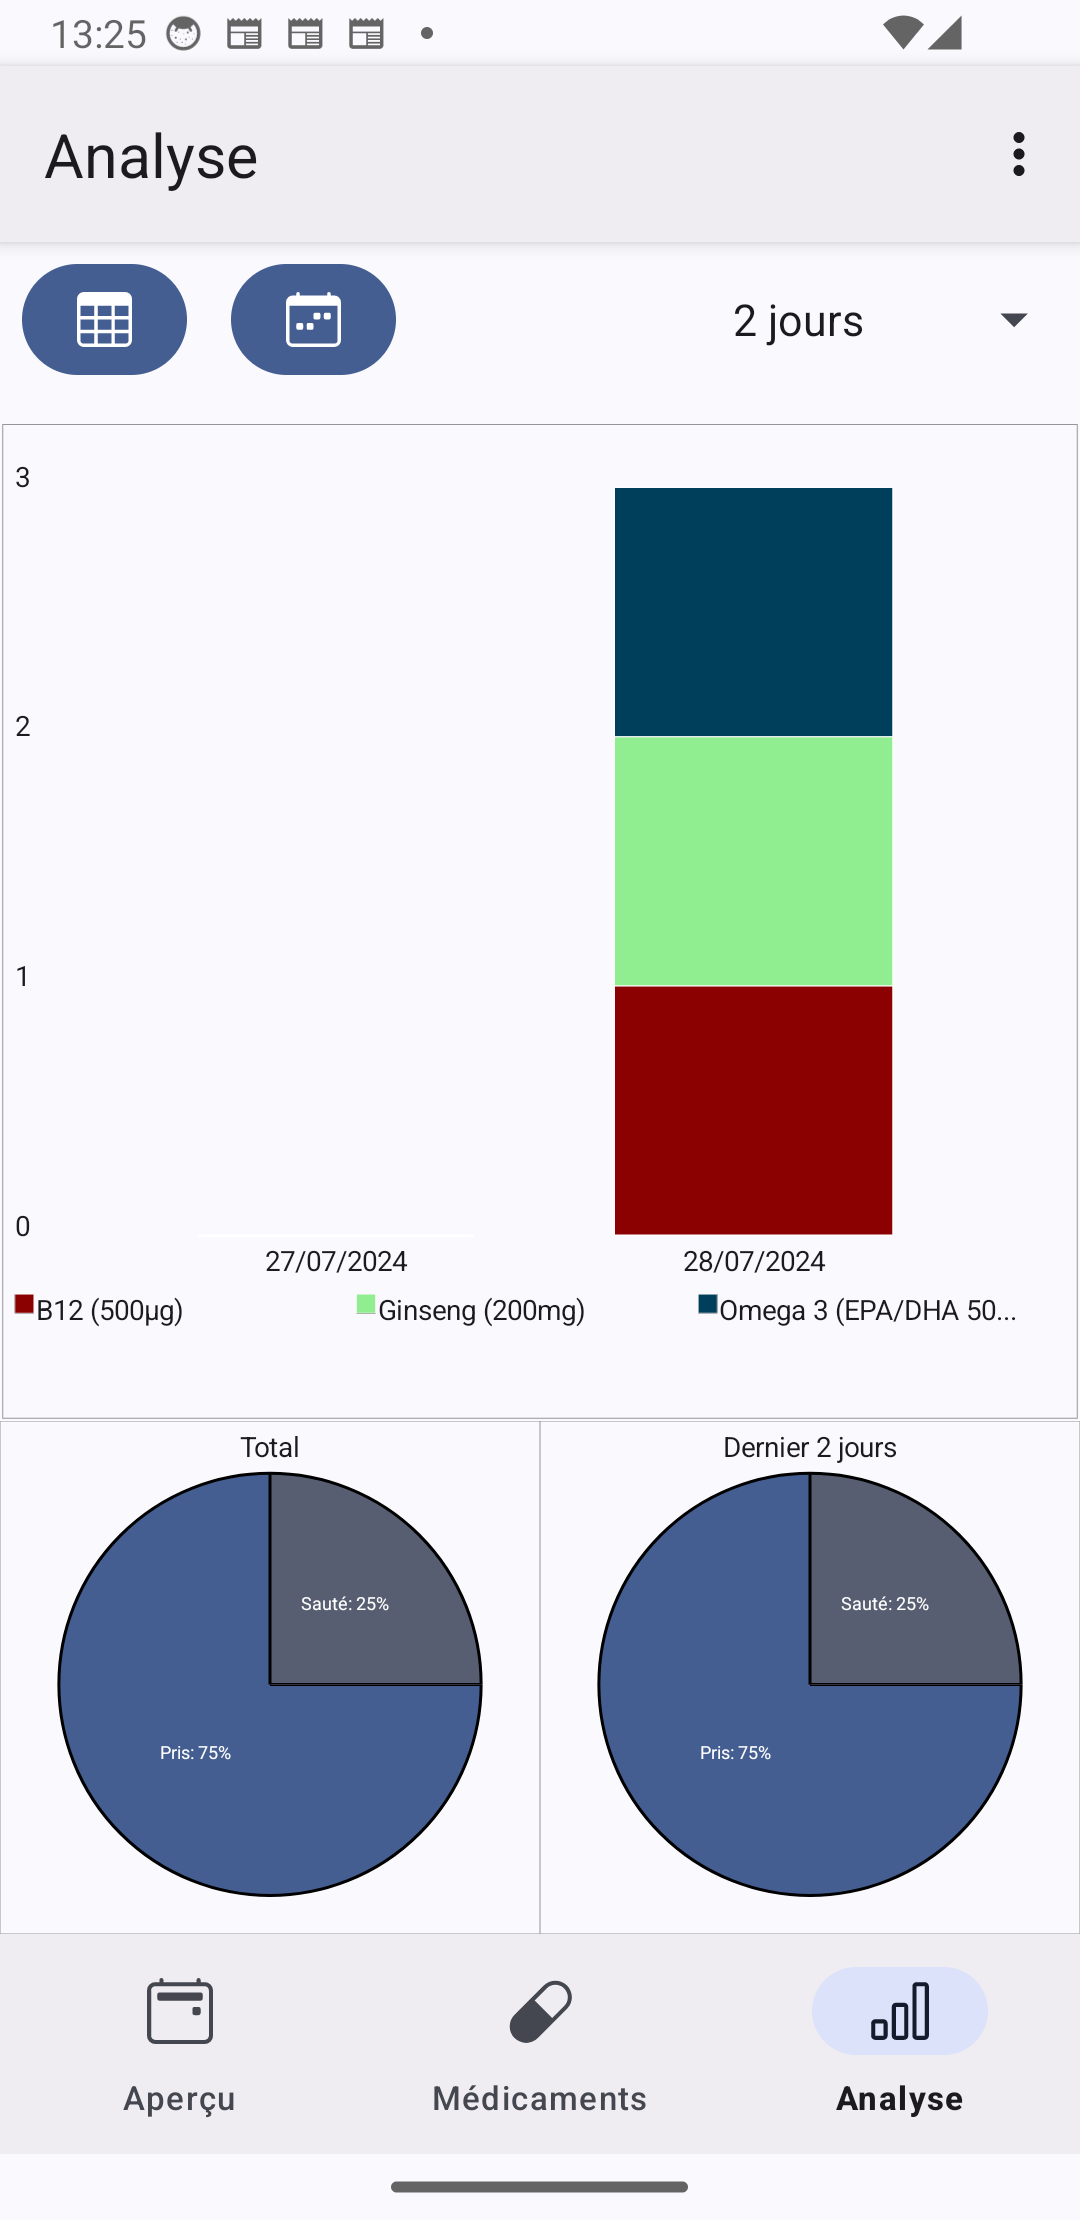 13:25
Analyse
2 jours
3
2
1
0
27/07/2024 28/07/2024
B12 (500µg) Ginseng (200mg) Omega 3 (EPA/DHA 50...
Total Dernier 2 jours
Sauté: 25% Sauté: 25%
Pris: 75% Pris: 75%
Aperçu Médicaments Analyse